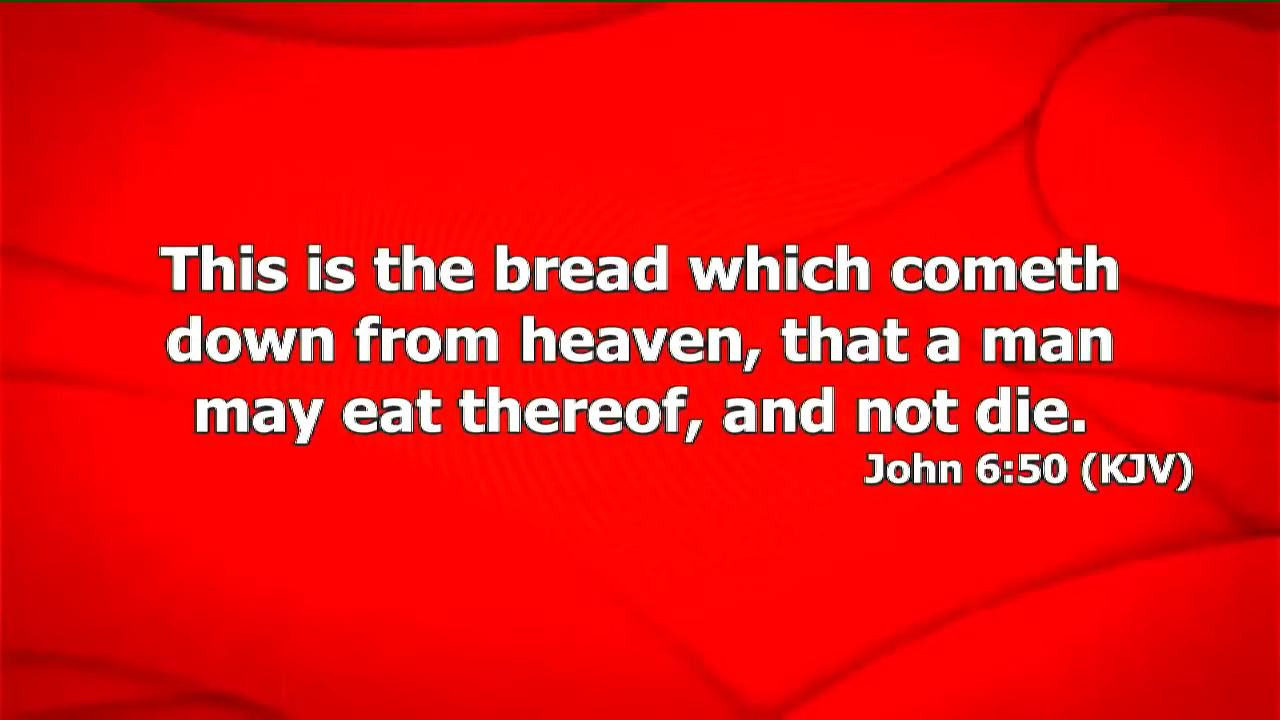 This is the bread which cometh
down from heaven, that a man
may eat thereof, and not die.
John 6:50 (KJV)